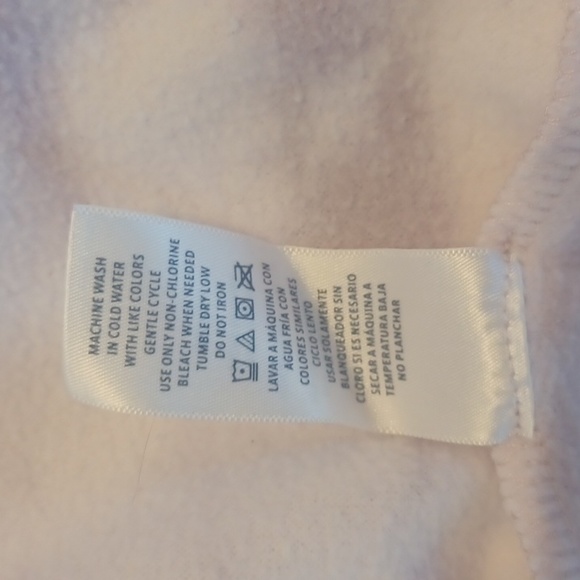 MACHINE WASH
IN COLD WATER
WITH LIKE COLORS
GENTLE CYCLE
USE ONLY NON-CHLORINE
BLEACH WHEN NEEDED
TUMBLE DRY LOW
DO NOT IRON
LAVAR A MÁQUINA CON
AGUA FRÍA CON
COLORES SIMILARES
CICLO LENTO
USAR SOLAMENTE
BLANQUEADOR SIN
CLORO SI ES NECESARIO
SECAR A MÁQUINA A
TEMPERATURA BAJA
NO PLANCHAR